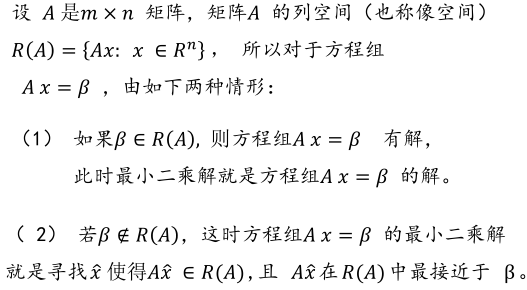 设 A是m × n 矩阵，矩阵A 的列空间（也称像空间）
R(A) = {Ax: x ∈ Rⁿ}， 所以对于方程组
A x = β ，由如下两种情形：
（1） 如果β ∈ R(A), 则方程组A x = β 有解，
此时最小二乘解就是方程组A x = β 的解。
（ 2） 若β ∉ R(A)，这时方程组A x = β 的最小二乘解
就是寻找x̂ 使得Ax̂ ∈ R(A),且 Ax̂在R(A)中最接近于 β。